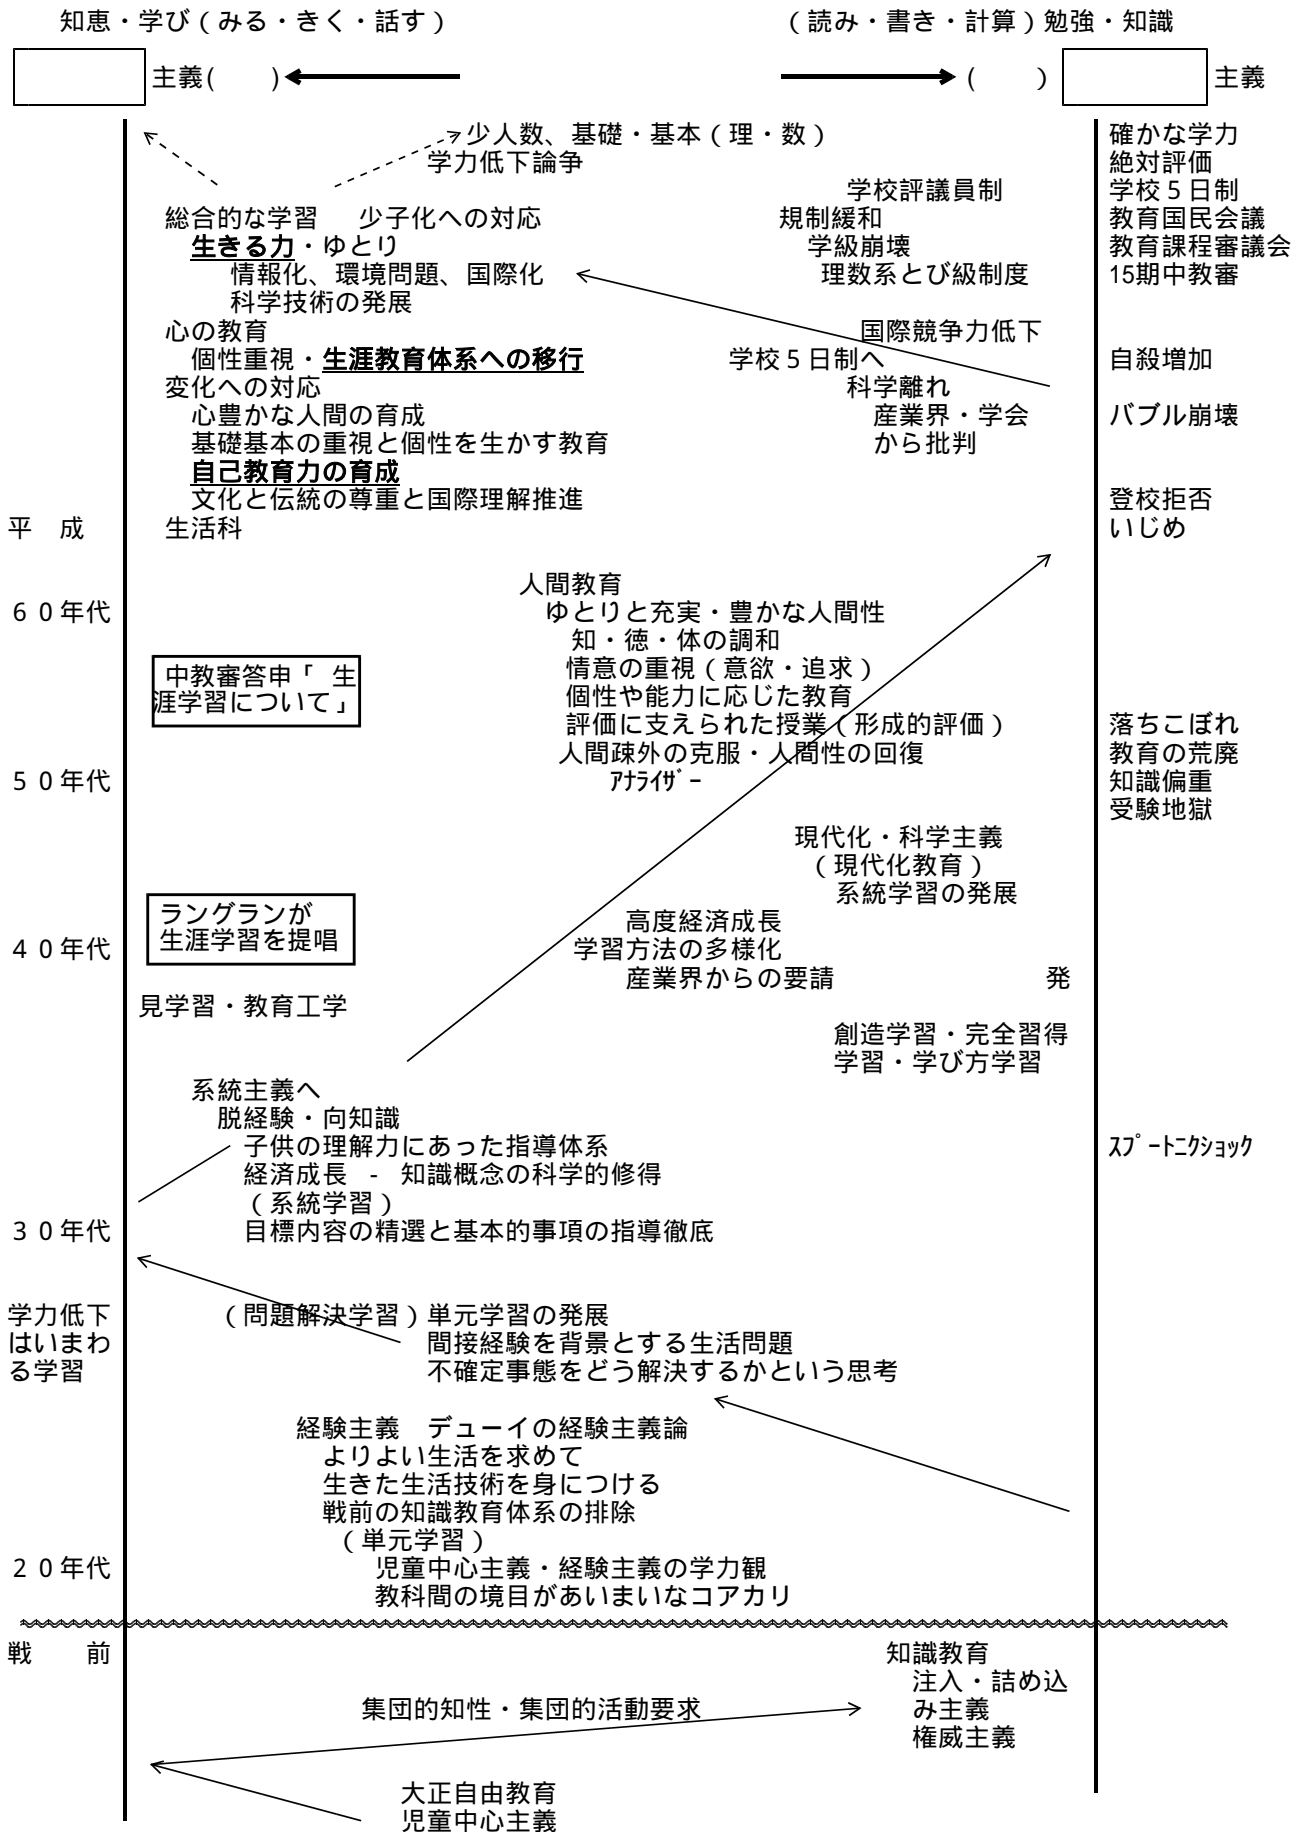 知恵・学び(みる・きく・話す) (読み・書き・計算)勉強・知識
主義( ) ( ) 主義
少人数、基礎・基本(理・数) 確かな学力
学力低下論争 絶対評価
学校評議員制 学校5日制
総合的な学習 少子化への対応 規制緩和 教育国民会議
生きる力・ゆとり 学級崩壊 教育課程審議会
情報化、環境問題、国際化 理数系とび級制度 15期中教審
科学技術の発展
心の教育 国際競争力低下
個性重視・生涯教育体系への移行 学校5日制へ 自殺増加
変化への対応 科学離れ
心豊かな人間の育成 産業界・学会 バブル崩壊
基礎基本の重視と個性を生かす教育 から批判
自己教育力の育成
文化と伝統の尊重と国際理解推進 登校拒否
平 成 生活科 いじめ
人間教育
60年代 ゆとりと充実・豊かな人間性
知・徳・体の調和
中教審答申「 生
涯学習について」
情意の重視(意欲・追求)
個性や能力に応じた教育
評価に支えられた授業(形成的評価) 落ちこぼれ
人間疎外の克服・人間性の回復 教育の荒廃
50年代 アナライザー 知識偏重
受験地獄
現代化・科学主義
(現代化教育)
系統学習の発展
ラングランが
生涯学習を提唱
高度経済成長
40年代 学習方法の多様化
産業界からの要請 発
見学習・教育工学
創造学習・完全習得
学習・学び方学習
系統主義へ
脱経験・向知識
子供の理解力にあった指導体系 スプートニクショック
経済成長 - 知識概念の科学的修得
(系統学習)
30年代 目標内容の精選と基本的事項の指導徹底
学力低下 (問題解決学習)単元学習の発展
はいまわ 間接経験を背景とする生活問題
る学習 不確定事態をどう解決するかという思考
経験主義 デューイの経験主義論
よりよい生活を求めて
生きた生活技術を身につける
戦前の知識教育体系の排除
(単元学習)
20年代 児童中心主義・経験主義の学力観
教科間の境目があいまいなコアカリ
戦 前 知識教育
注入・詰め込
集団的知性・集団的活動要求 み主義
権威主義
大正自由教育
児童中心主義